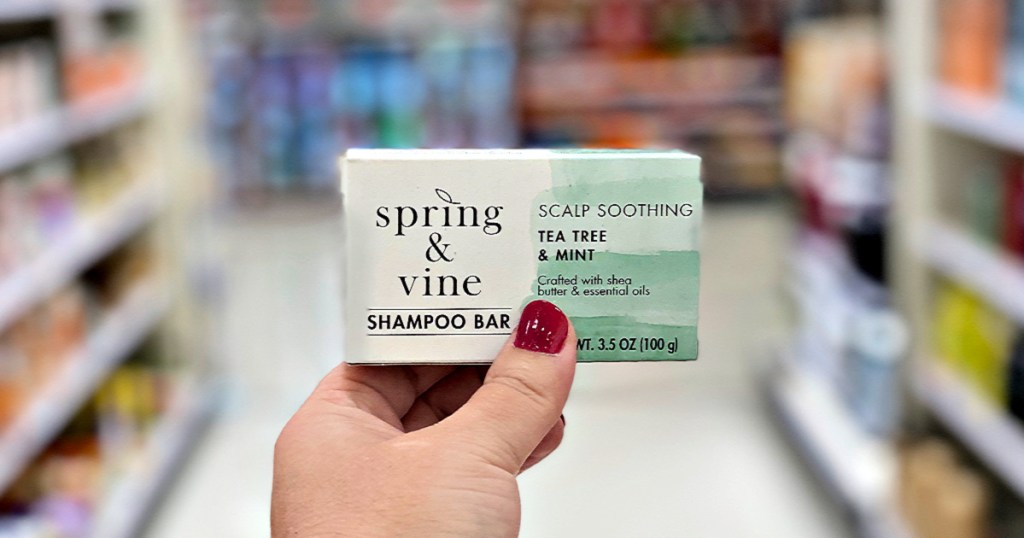 spring
&
vine
SHAMPOO BAR
SCALP SOOTHING
TEA TREE
& MINT
Crafted with shea
butter & essential oils
WT. 3.5 OZ (100 g)